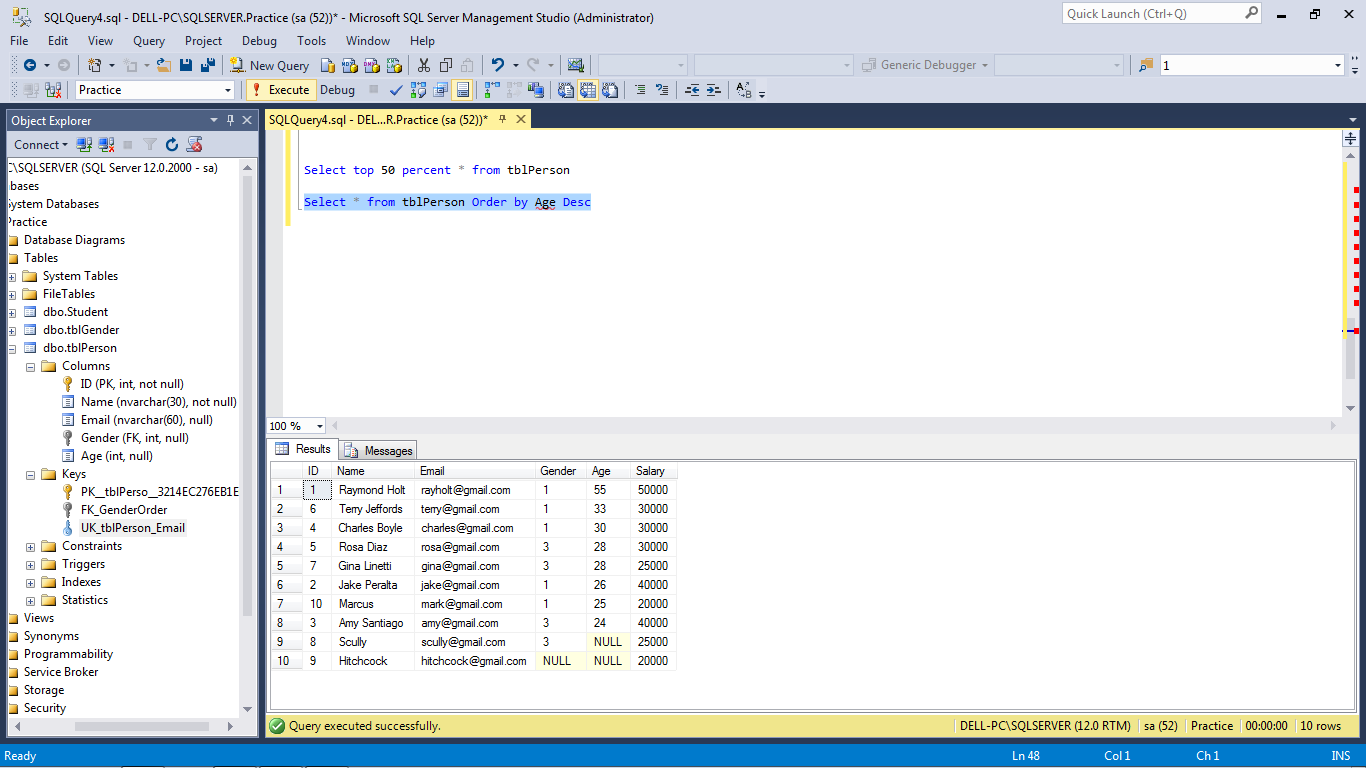 SQLQuery4.sql - DELL-PC\SQLSERVER.Practice (sa (52))* - Microsoft SQL Server Management Studio (Administrator)
Quick Launch (Ctrl+Q)
File Edit View Query Project Debug Tools Window Help
New Query Generic Debugger 1
Practice Execute Debug
Object Explorer
Connect
:\SQLSERVER (SQL Server 12.0.2000 - sa)
bases
ystem Databases
ractice
Database Diagrams
Tables
System Tables
FileTables
dbo.Student
dbo.tblGender
dbo.tblPerson
Columns
ID (PK, int, not null)
Name (nvarchar(30), not null)
Email (nvarchar(60), null)
Gender (FK, int, null)
Age (int, null)
Keys
PK__tblPerso__3214EC276EB1E
FK_GenderOrder
UK_tblPerson_Email
Constraints
Triggers
Indexes
Statistics
Views
Synonyms
Programmability
Service Broker
Storage
Security
SQLQuery4.sql - DEL...R.Practice (sa (52))*
Select top 50 percent * from tblPerson
Select * from tblPerson Order by Age Desc
100 %
Results Messages
ID Name Email Gender Age Salary
1 1 Raymond Holt rayholt@gmail.com 1 55 50000
2 6 Terry Jeffords terry@gmail.com 1 33 30000
3 4 Charles Boyle charles@gmail.com 1 30 30000
4 5 Rosa Diaz rosa@gmail.com 3 28 30000
5 7 Gina Linetti gina@gmail.com 3 28 25000
6 2 Jake Peralta jake@gmail.com 1 26 40000
7 10 Marcus mark@gmail.com 1 25 20000
8 3 Amy Santiago amy@gmail.com 3 24 40000
9 8 Scully scully@gmail.com 3 NULL 25000
10 9 Hitchcock hitchcock@gmail.com NULL NULL 20000
Query executed successfully. DELL-PC\SQLSERVER (12.0 RTM) sa (52) Practice 00:00:00 10 rows
Ready Ln 48 Col 1 Ch 1 INS